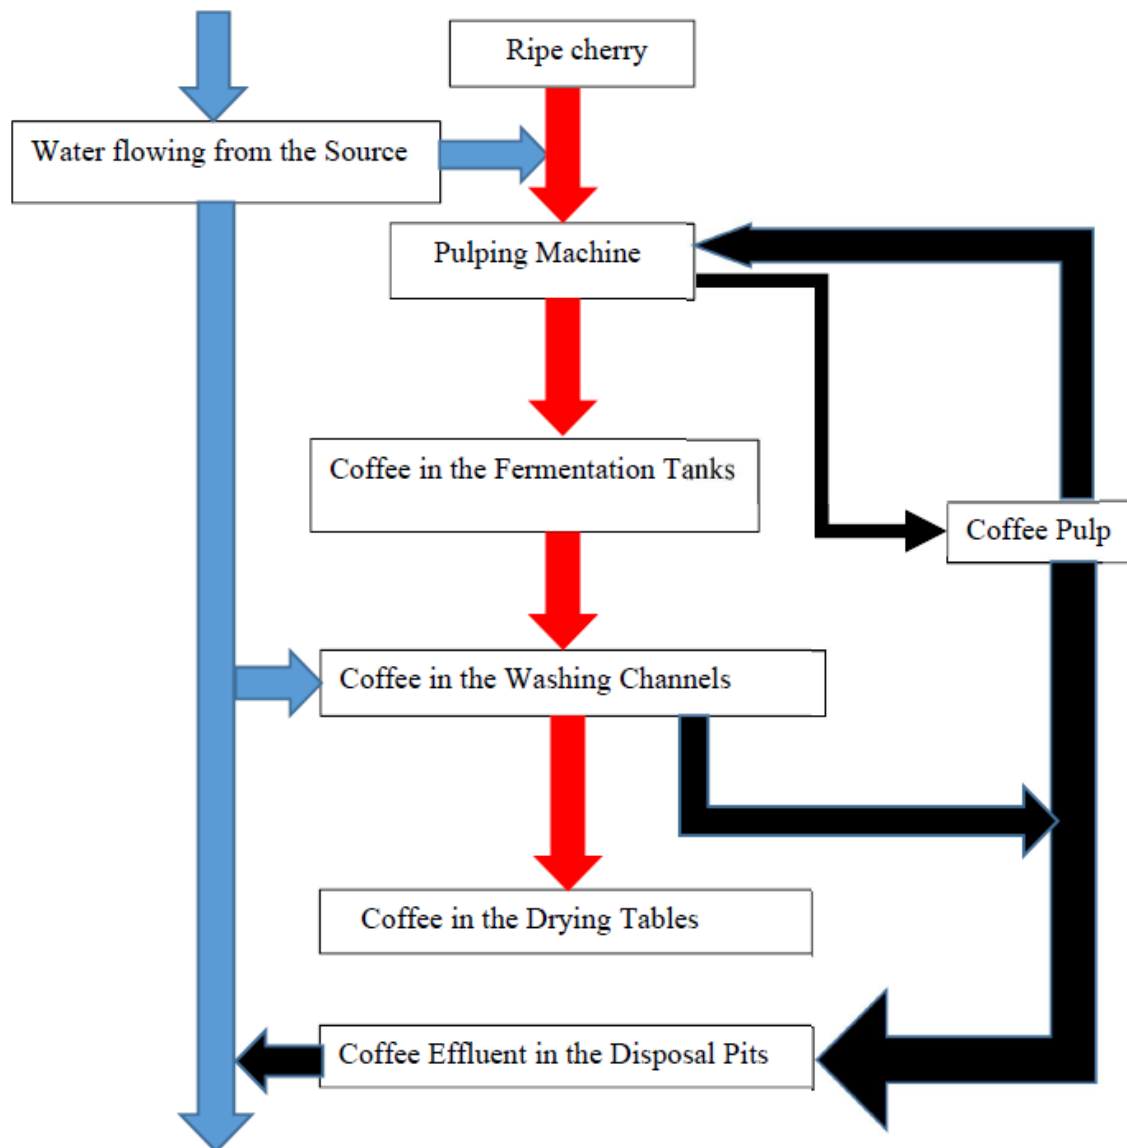 Ripe cherry
Water flowing from the Source
Pulping Machine
Coffee in the Fermentation Tanks
Coffee Pulp
Coffee in the Washing Channels
Coffee in the Drying Tables
Coffee Effluent in the Disposal Pits